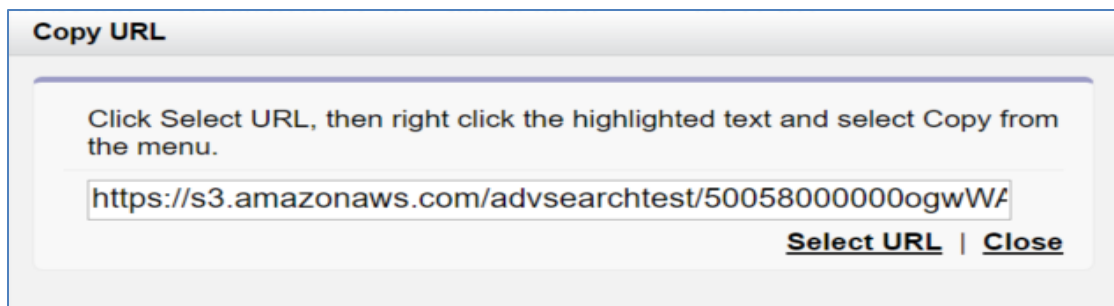 Copy URL
Click Select URL, then right click the highlighted text and select Copy from
the menu.
https://s3.amazonaws.com/advsearchtest/50058000000ogwWA
Select URL | Close